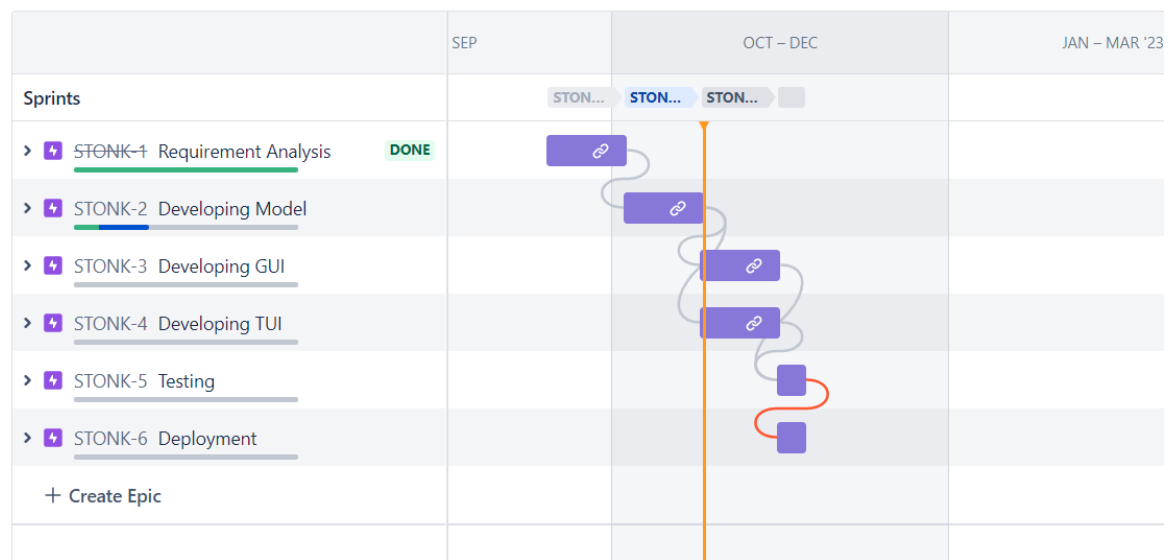 SEP OCT – DEC JAN – MAR '23
Sprints STON... STON... STON...
STONK-1 Requirement Analysis DONE
STONK-2 Developing Model
STONK-3 Developing GUI
STONK-4 Developing TUI
STONK-5 Testing
STONK-6 Deployment
+ Create Epic